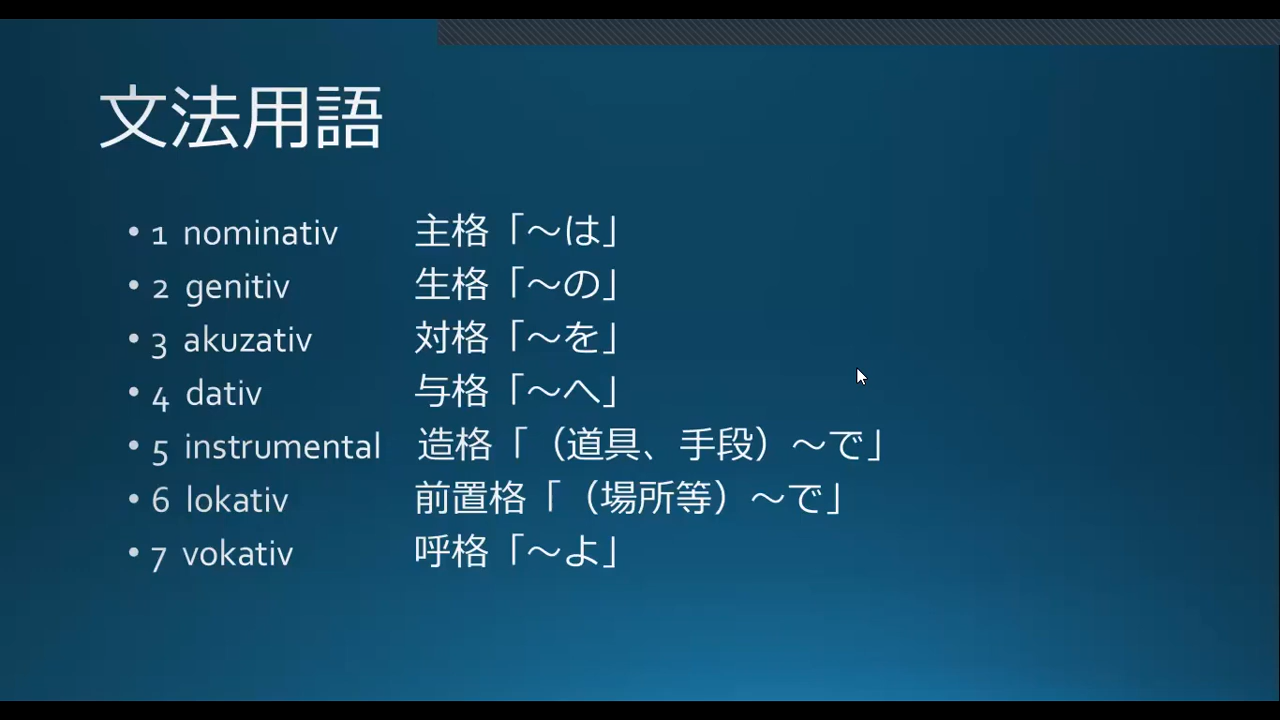 文法用語
• 1 nominativ 主格「～は」
• 2 genitiv 生格「～の」
• 3 akuzativ 対格「～を」
• 4 dativ 与格「～へ」
• 5 instrumental 造格「（道具、手段）～で」
• 6 lokativ 前置格「（場所等）～で」
• 7 vokativ 呼格「～よ」